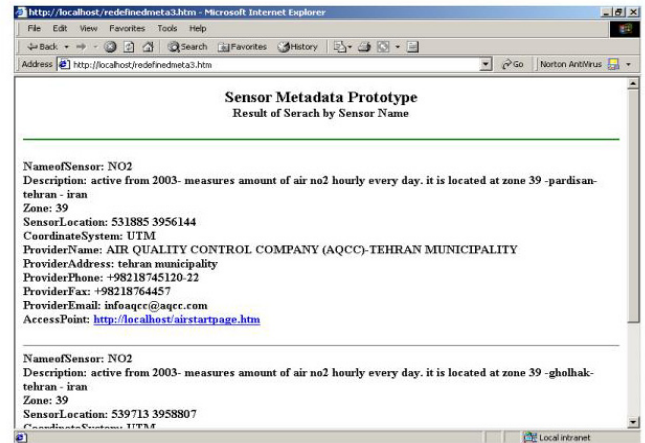 http://localhost/redefinedmeta3.htm - Microsoft Internet Explorer
File Edit View Favorites Tools Help
Back Search Favorites History
Address http://localhost/redefinedmeta3.htm Go Norton AntiVirus
Sensor Metadata Prototype
Result of Serach by Sensor Name
NameofSensor: NO2
Description: active from 2003- measures amount of air no2 hourly every day. it is located at zone 39 -pardisan-
tehran - iran
Zone: 39
SensorLocation: 531885 3956144
CoordinateSystem: UTM
ProviderName: AIR QUALITY CONTROL COMPANY (AQCC)-TEHRAN MUNICIPALITY
ProviderAddress: tehran municipality
ProviderPhone: +98218745120-22
ProviderFax: +98218764457
ProviderEmail: infoaqcc@aqcc.com
AccessPoint: http://localhost/airstartpage.htm
NameofSensor: NO2
Description: active from 2003- measures amount of air no2 hourly every day. it is located at zone 39 -gholhak-
tehran - iran
Zone: 39
SensorLocation: 539713 3958807
CoordinateSystem: UTM
Local intranet